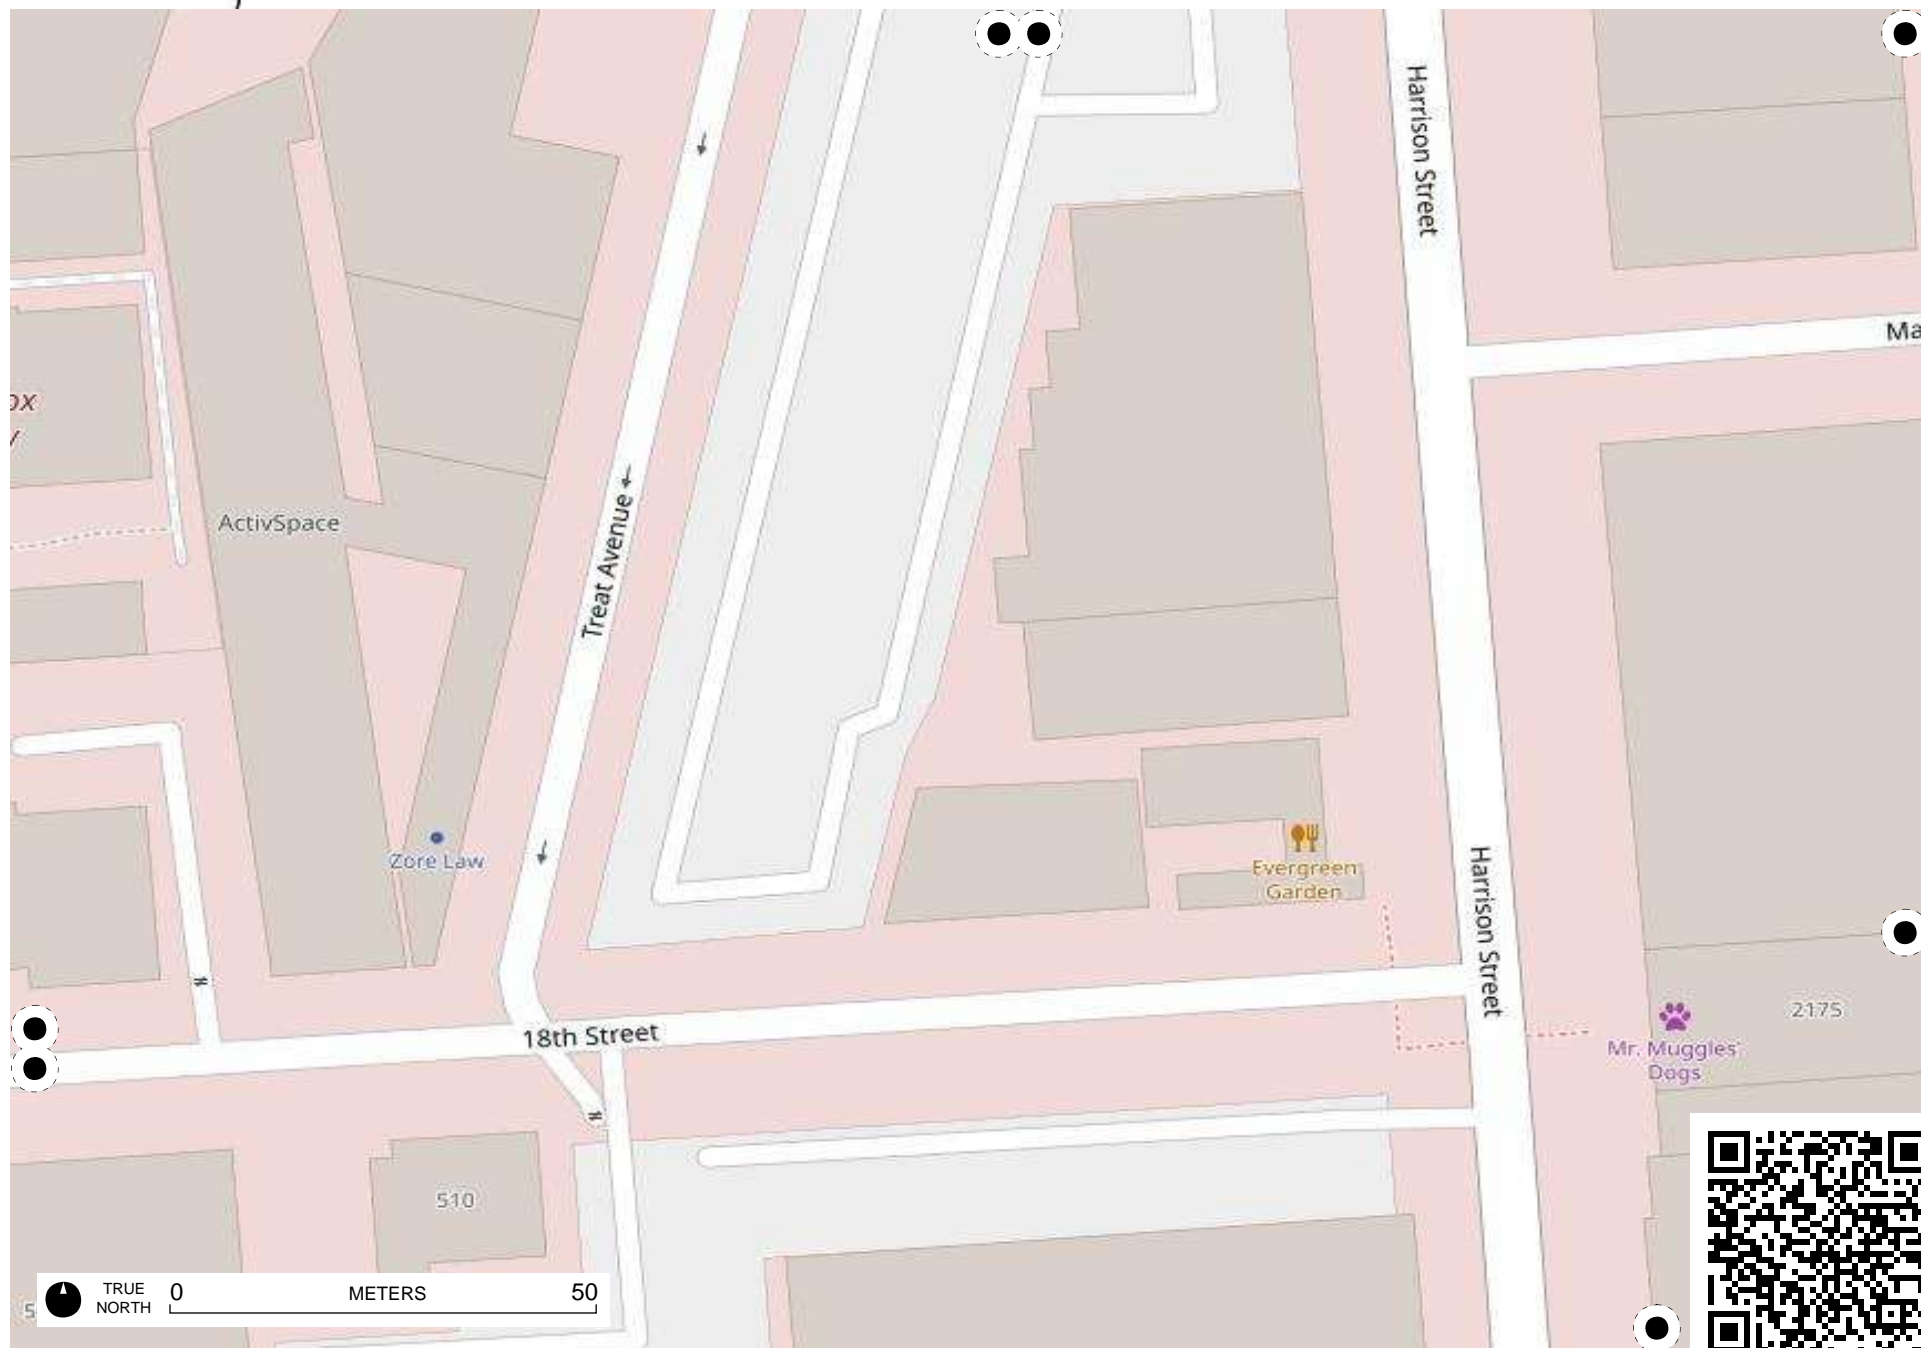 Harrison Street
Ma
ox
y
ActivSpace
Treat Avenue
Zore Law
Evergreen
Garden
Harrison Street
18th Street
2175
Mr. Muggles'
Dogs
510
5
TRUE
NORTH
0
METERS
50